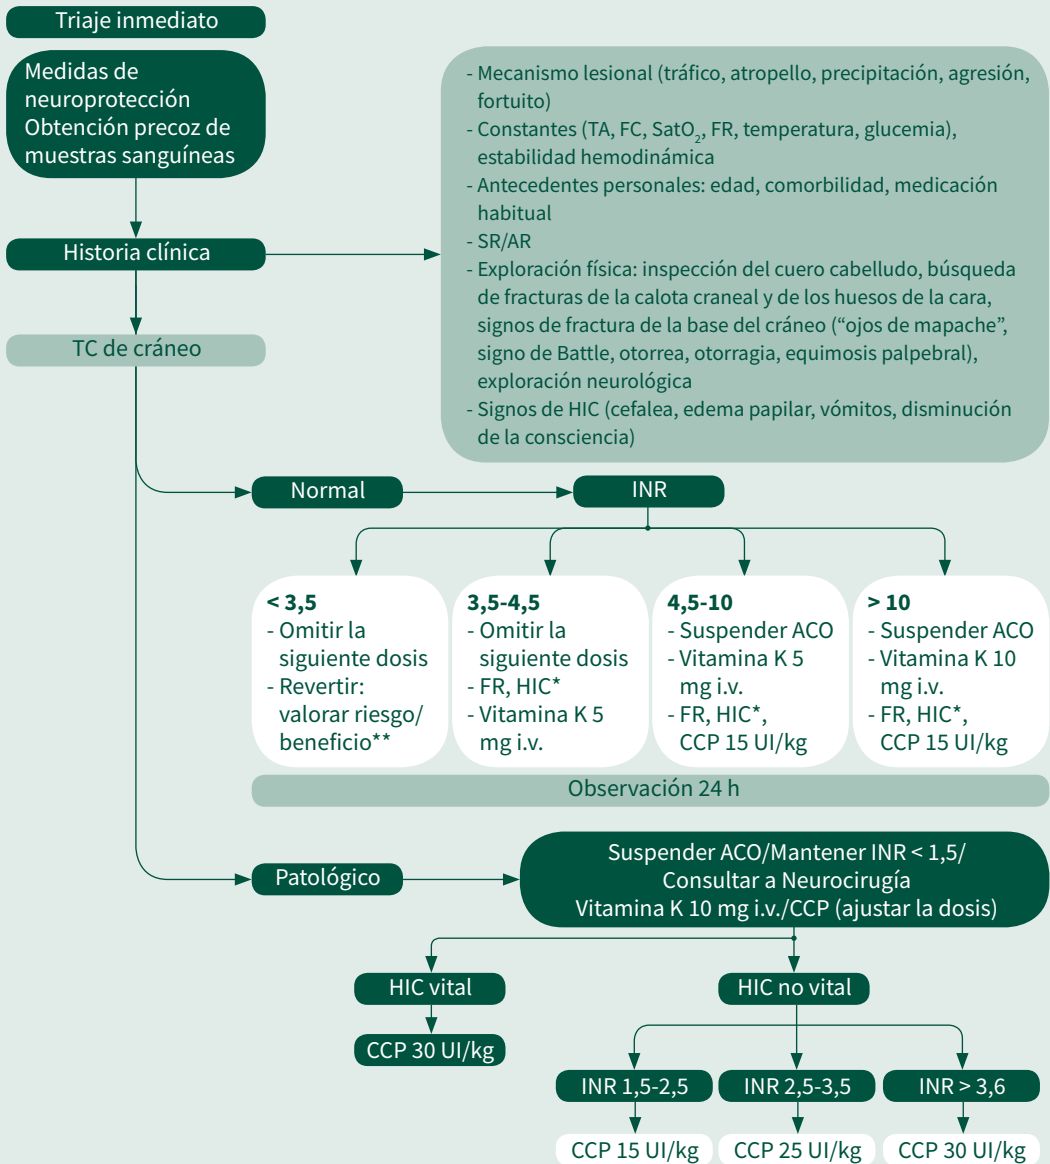 Triaje inmediato
Medidas de
neuroprotección
Obtención precoz de
muestras sanguíneas
Historia clínica
- Mecanismo lesional (tráfico, atropello, precipitación, agresión,
fortuito)
- Constantes (TA, FC, SatO₂, FR, temperatura, glucemia),
estabilidad hemodinámica
- Antecedentes personales: edad, comorbilidad, medicación
habitual
- SR/AR
- Exploración física: inspección del cuero cabelludo, búsqueda
de fracturas de la calota craneal y de los huesos de la cara,
signos de fractura de la base del cráneo (“ojos de mapache”,
signo de Battle, otorrea, otorragia, equimosis palpebral),
exploración neurológica
- Signos de HIC (cefalea, edema papilar, vómitos, disminución
de la consciencia)
TC de cráneo
Normal
INR
< 3,5
- Omitir la
siguiente dosis
- Revertir:
valorar riesgo/
beneficio**
3,5-4,5
- Omitir la
siguiente dosis
- FR, HIC*
- Vitamina K 5
mg i.v.
4,5-10
- Suspender ACO
- Vitamina K 5
mg i.v.
- FR, HIC*,
CCP 15 UI/kg
> 10
- Suspender ACO
- Vitamina K 10
mg i.v.
- FR, HIC*,
CCP 15 UI/kg
Observación 24 h
Patológico
Suspender ACO/Mantener INR < 1,5/
Consultar a Neurocirugía
Vitamina K 10 mg i.v./CCP (ajustar la dosis)
HIC vital
CCP 30 UI/kg
HIC no vital
INR 1,5-2,5
INR 2,5-3,5
INR > 3,6
CCP 15 UI/kg
CCP 25 UI/kg
CCP 30 UI/kg